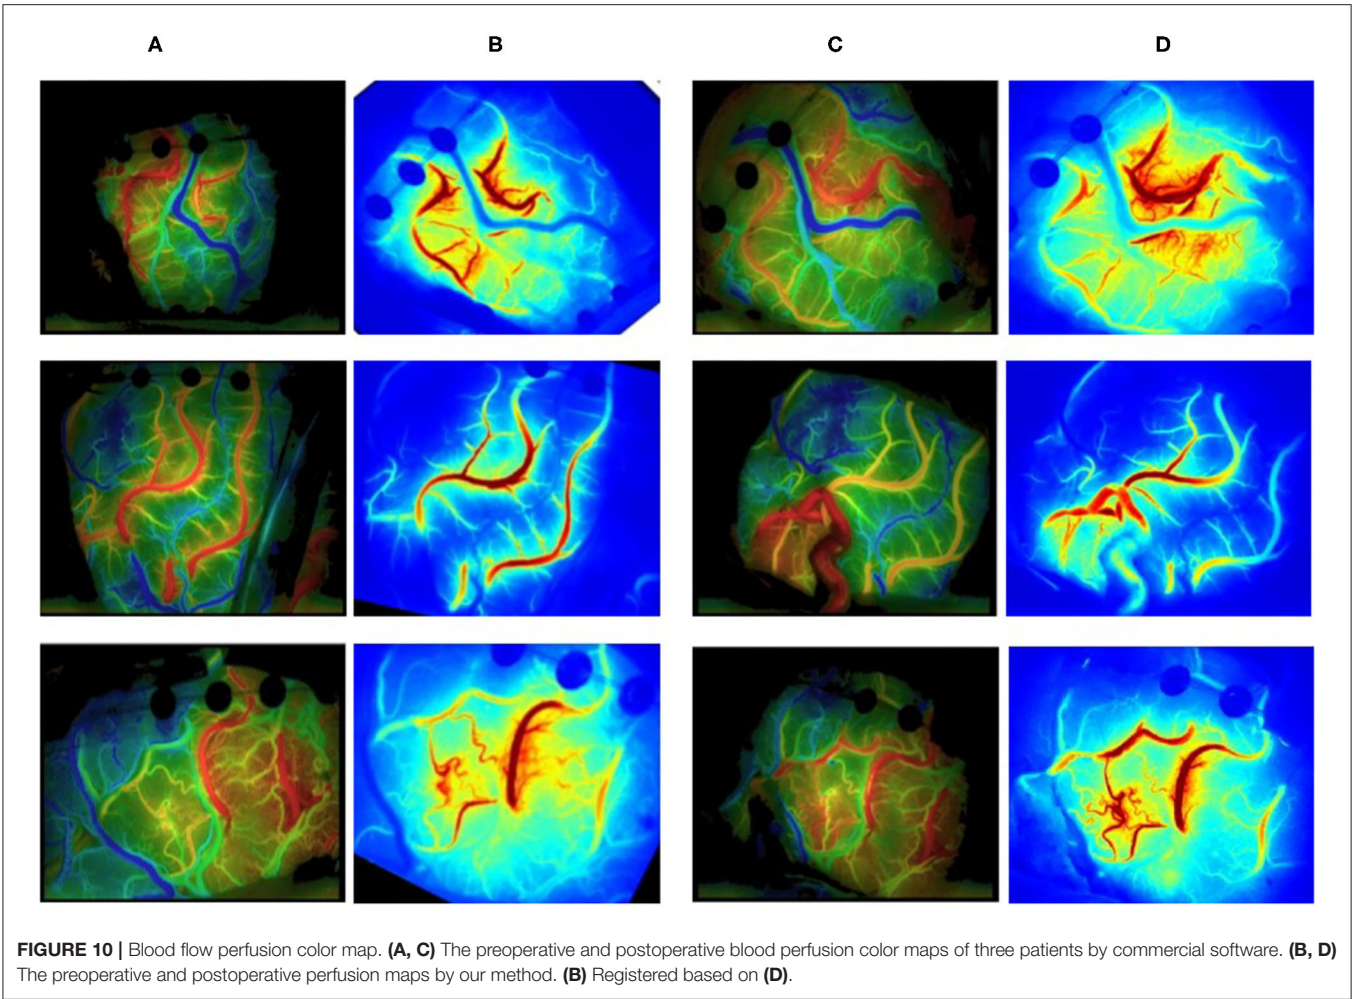 A B C D
FIGURE 10 | Blood flow perfusion color map. (A, C) The preoperative and postoperative blood perfusion color maps of three patients by commercial software. (B, D)
The preoperative and postoperative perfusion maps by our method. (B) Registered based on (D).